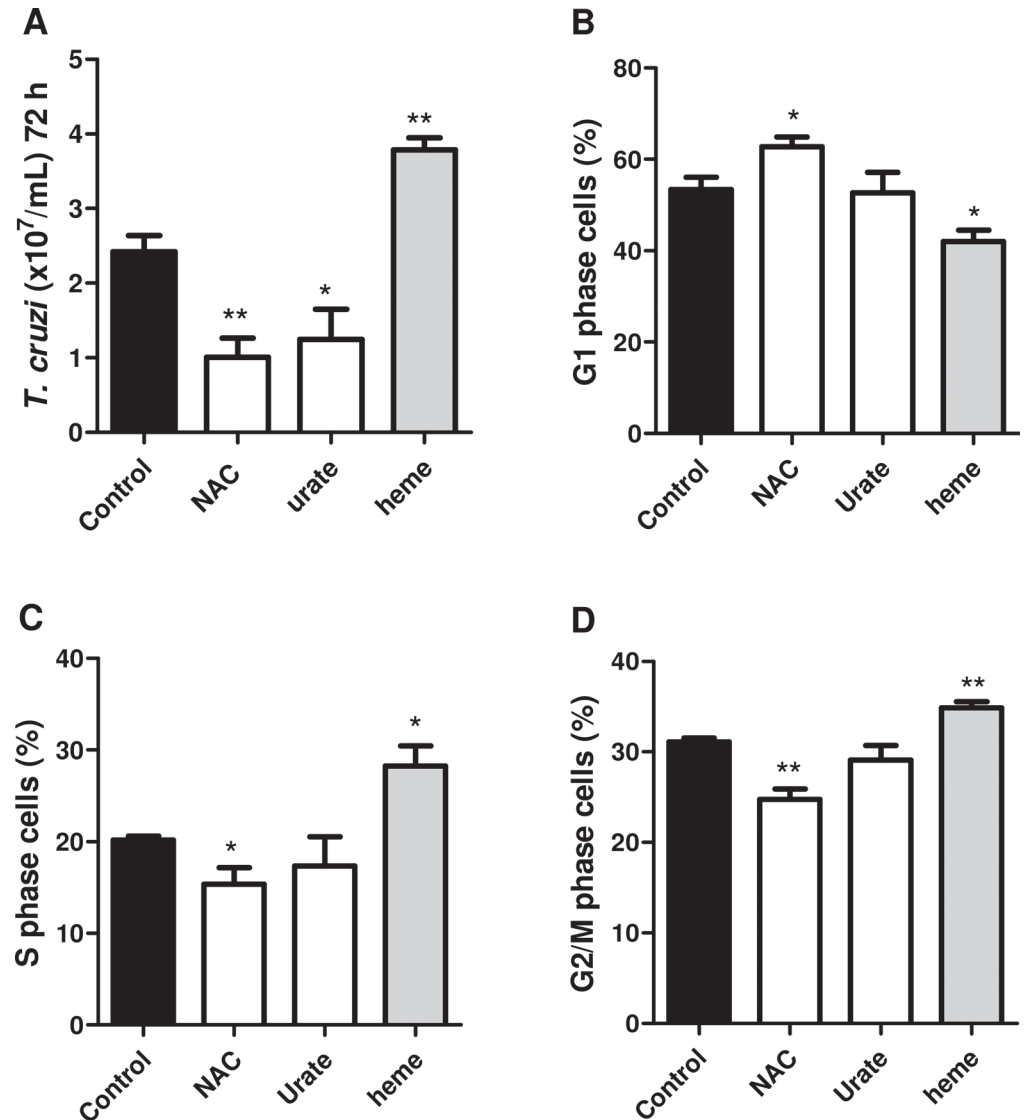 A
T. cruzi (x10⁷/mL) 72 h
5
4
3
2
1
0
**
*
**
Control
NAC
urate
heme
B
G1 phase cells (%)
80
60
40
20
0
*
*
Control
NAC
Urate
heme
C
S phase cells (%)
40
30
20
10
0
*
*
Control
NAC
Urate
heme
D
G2/M phase cells (%)
40
30
20
10
0
**
**
Control
NAC
Urate
heme